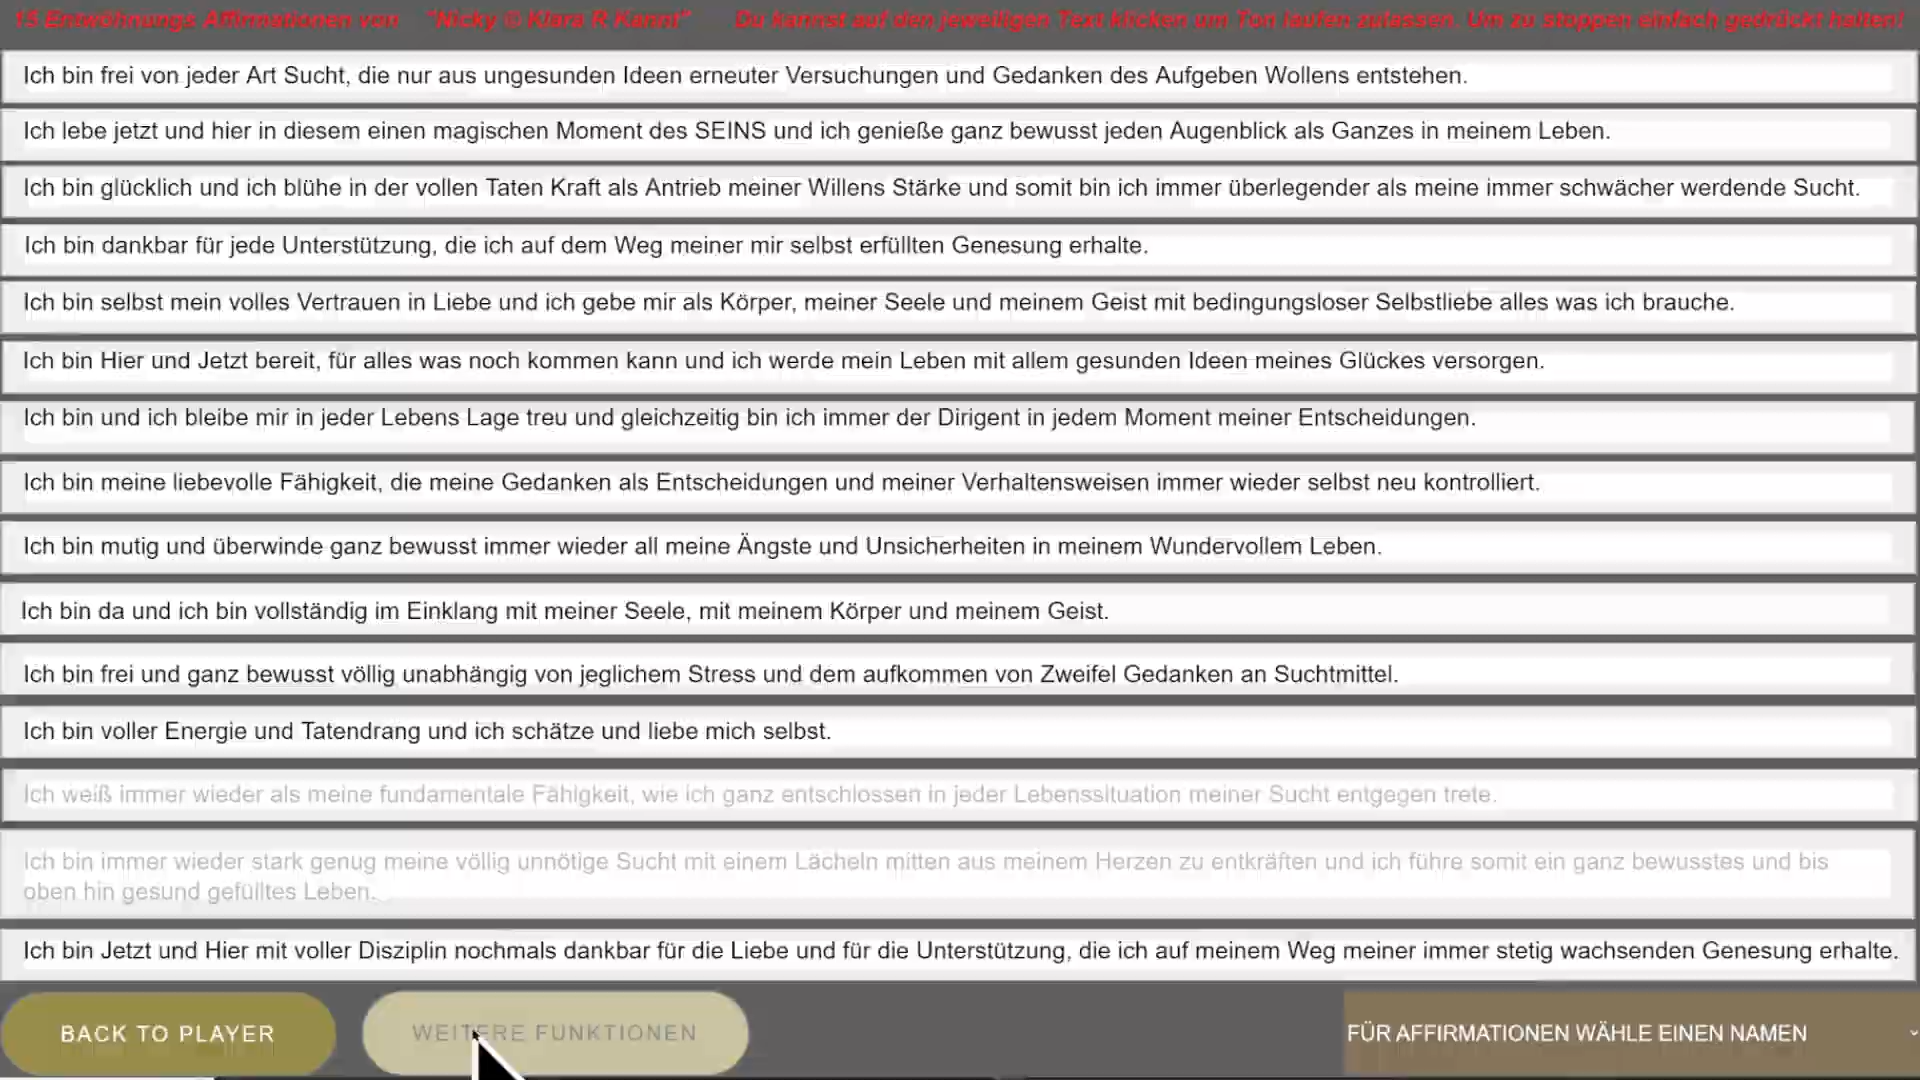 15 Entwöhnungs Affirmationen von "Nicky © Klara R Kannt" Du kannst auf den jeweiligen Text klicken um Ton laufen zulassen. Um zu stoppen einfach gedrückt halten!
Ich bin frei von jeder Art Sucht, die nur aus ungesunden Ideen erneuter Versuchungen und Gedanken des Aufgeben Wollens entstehen.
Ich lebe jetzt und hier in diesem einen magischen Moment des SEINS und ich genieße ganz bewusst jeden Augenblick als Ganzes in meinem Leben.
Ich bin glücklich und ich blühe in der vollen Taten Kraft als Antrieb meiner Willens Stärke und somit bin ich immer überlegender als meine immer schwächer werdende Sucht.
Ich bin dankbar für jede Unterstützung, die ich auf dem Weg meiner mir selbst erfüllten Genesung erhalte.
Ich bin selbst mein volles Vertrauen in Liebe und ich gebe mir als Körper, meiner Seele und meinem Geist mit bedingungsloser Selbstliebe alles was ich brauche.
Ich bin Hier und Jetzt bereit, für alles was noch kommen kann und ich werde mein Leben mit allem gesunden Ideen meines Glückes versorgen.
Ich bin und ich bleibe mir in jeder Lebens Lage treu und gleichzeitig bin ich immer der Dirigent in jedem Moment meiner Entscheidungen.
Ich bin meine liebevolle Fähigkeit, die meine Gedanken als Entscheidungen und meiner Verhaltensweisen immer wieder selbst neu kontrolliert.
Ich bin mutig und überwinde ganz bewusst immer wieder all meine Ängste und Unsicherheiten in meinem Wundervollem Leben.
Ich bin da und ich bin vollständig im Einklang mit meiner Seele, mit meinem Körper und meinem Geist.
Ich bin frei und ganz bewusst völlig unabhängig von jeglichem Stress und dem aufkommen von Zweifel Gedanken an Suchtmittel.
Ich bin voller Energie und Tatendrang und ich schätze und liebe mich selbst.
Ich weiß immer wieder als meine fundamentale Fähigkeit, wie ich ganz entschlossen in jeder Lebenssituation meiner Sucht entgegen trete.
Ich bin immer wieder stark genug meine völlig unnötige Sucht mit einem Lächeln mitten aus meinem Herzen zu entkräften und ich führe somit ein ganz bewusstes und bis
oben hin gesund gefülltes Leben.
Ich bin Jetzt und Hier mit voller Disziplin nochmals dankbar für die Liebe und für die Unterstützung, die ich auf meinem Weg meiner immer stetig wachsenden Genesung erhalte.
BACK TO PLAYER WEITERE FUNKTIONEN FÜR AFFIRMATIONEN WÄHLE EINEN NAMEN